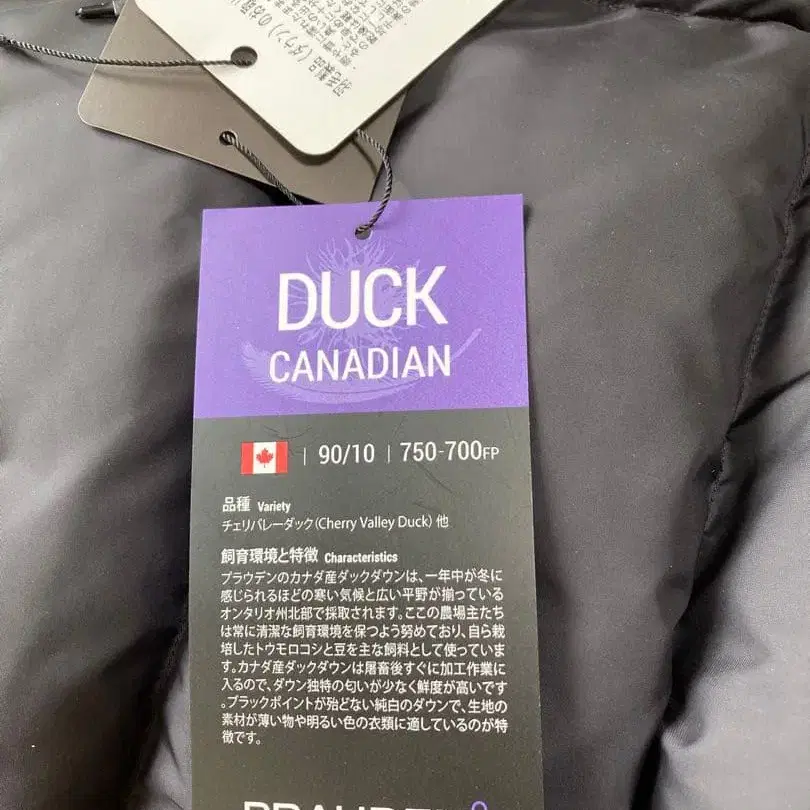 DUCK
CANADIAN
90/10 | 750-700FP
品種 Variety
チェリバレーダック(Cherry Valley Duck) 他
飼育環境と特徴 Characteristics
プラウデンのカナダ産ダックダウンは、一年中が冬に
感じられるほどの寒い気候と広い平野が揃っている
オンタリオ州北部で採取されます。ここの農場主たち
は常に清潔な飼育環境を保つよう努めており、自ら栽
培したトウモロコシと豆を主な飼料として使っていま
す。カナダ産ダックダウンは屠畜後すぐに加工作業に
入るので、ダウン独特の匂いが少なく鮮度が高いです
。ブラックポイントが殆どない純白のダウンで、生地の
素材が薄い物や明るい色の衣類に適しているのが特
徴です。